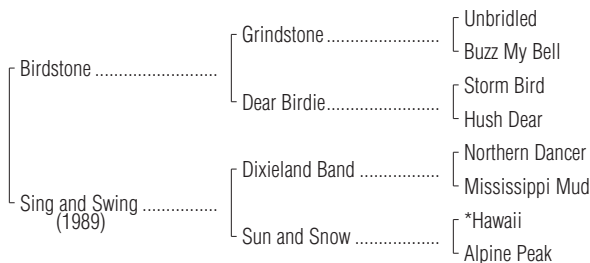 Unbridled
Grindstone ........................
Buzz My Bell
Birdstone ..........................
Storm Bird
Dear Birdie........................
Hush Dear
Northern Dancer
Dixieland Band .................
Mississippi Mud
Sing and Swing ................
(1989)
*Hawaii
Sun and Snow ..................
Alpine Peak